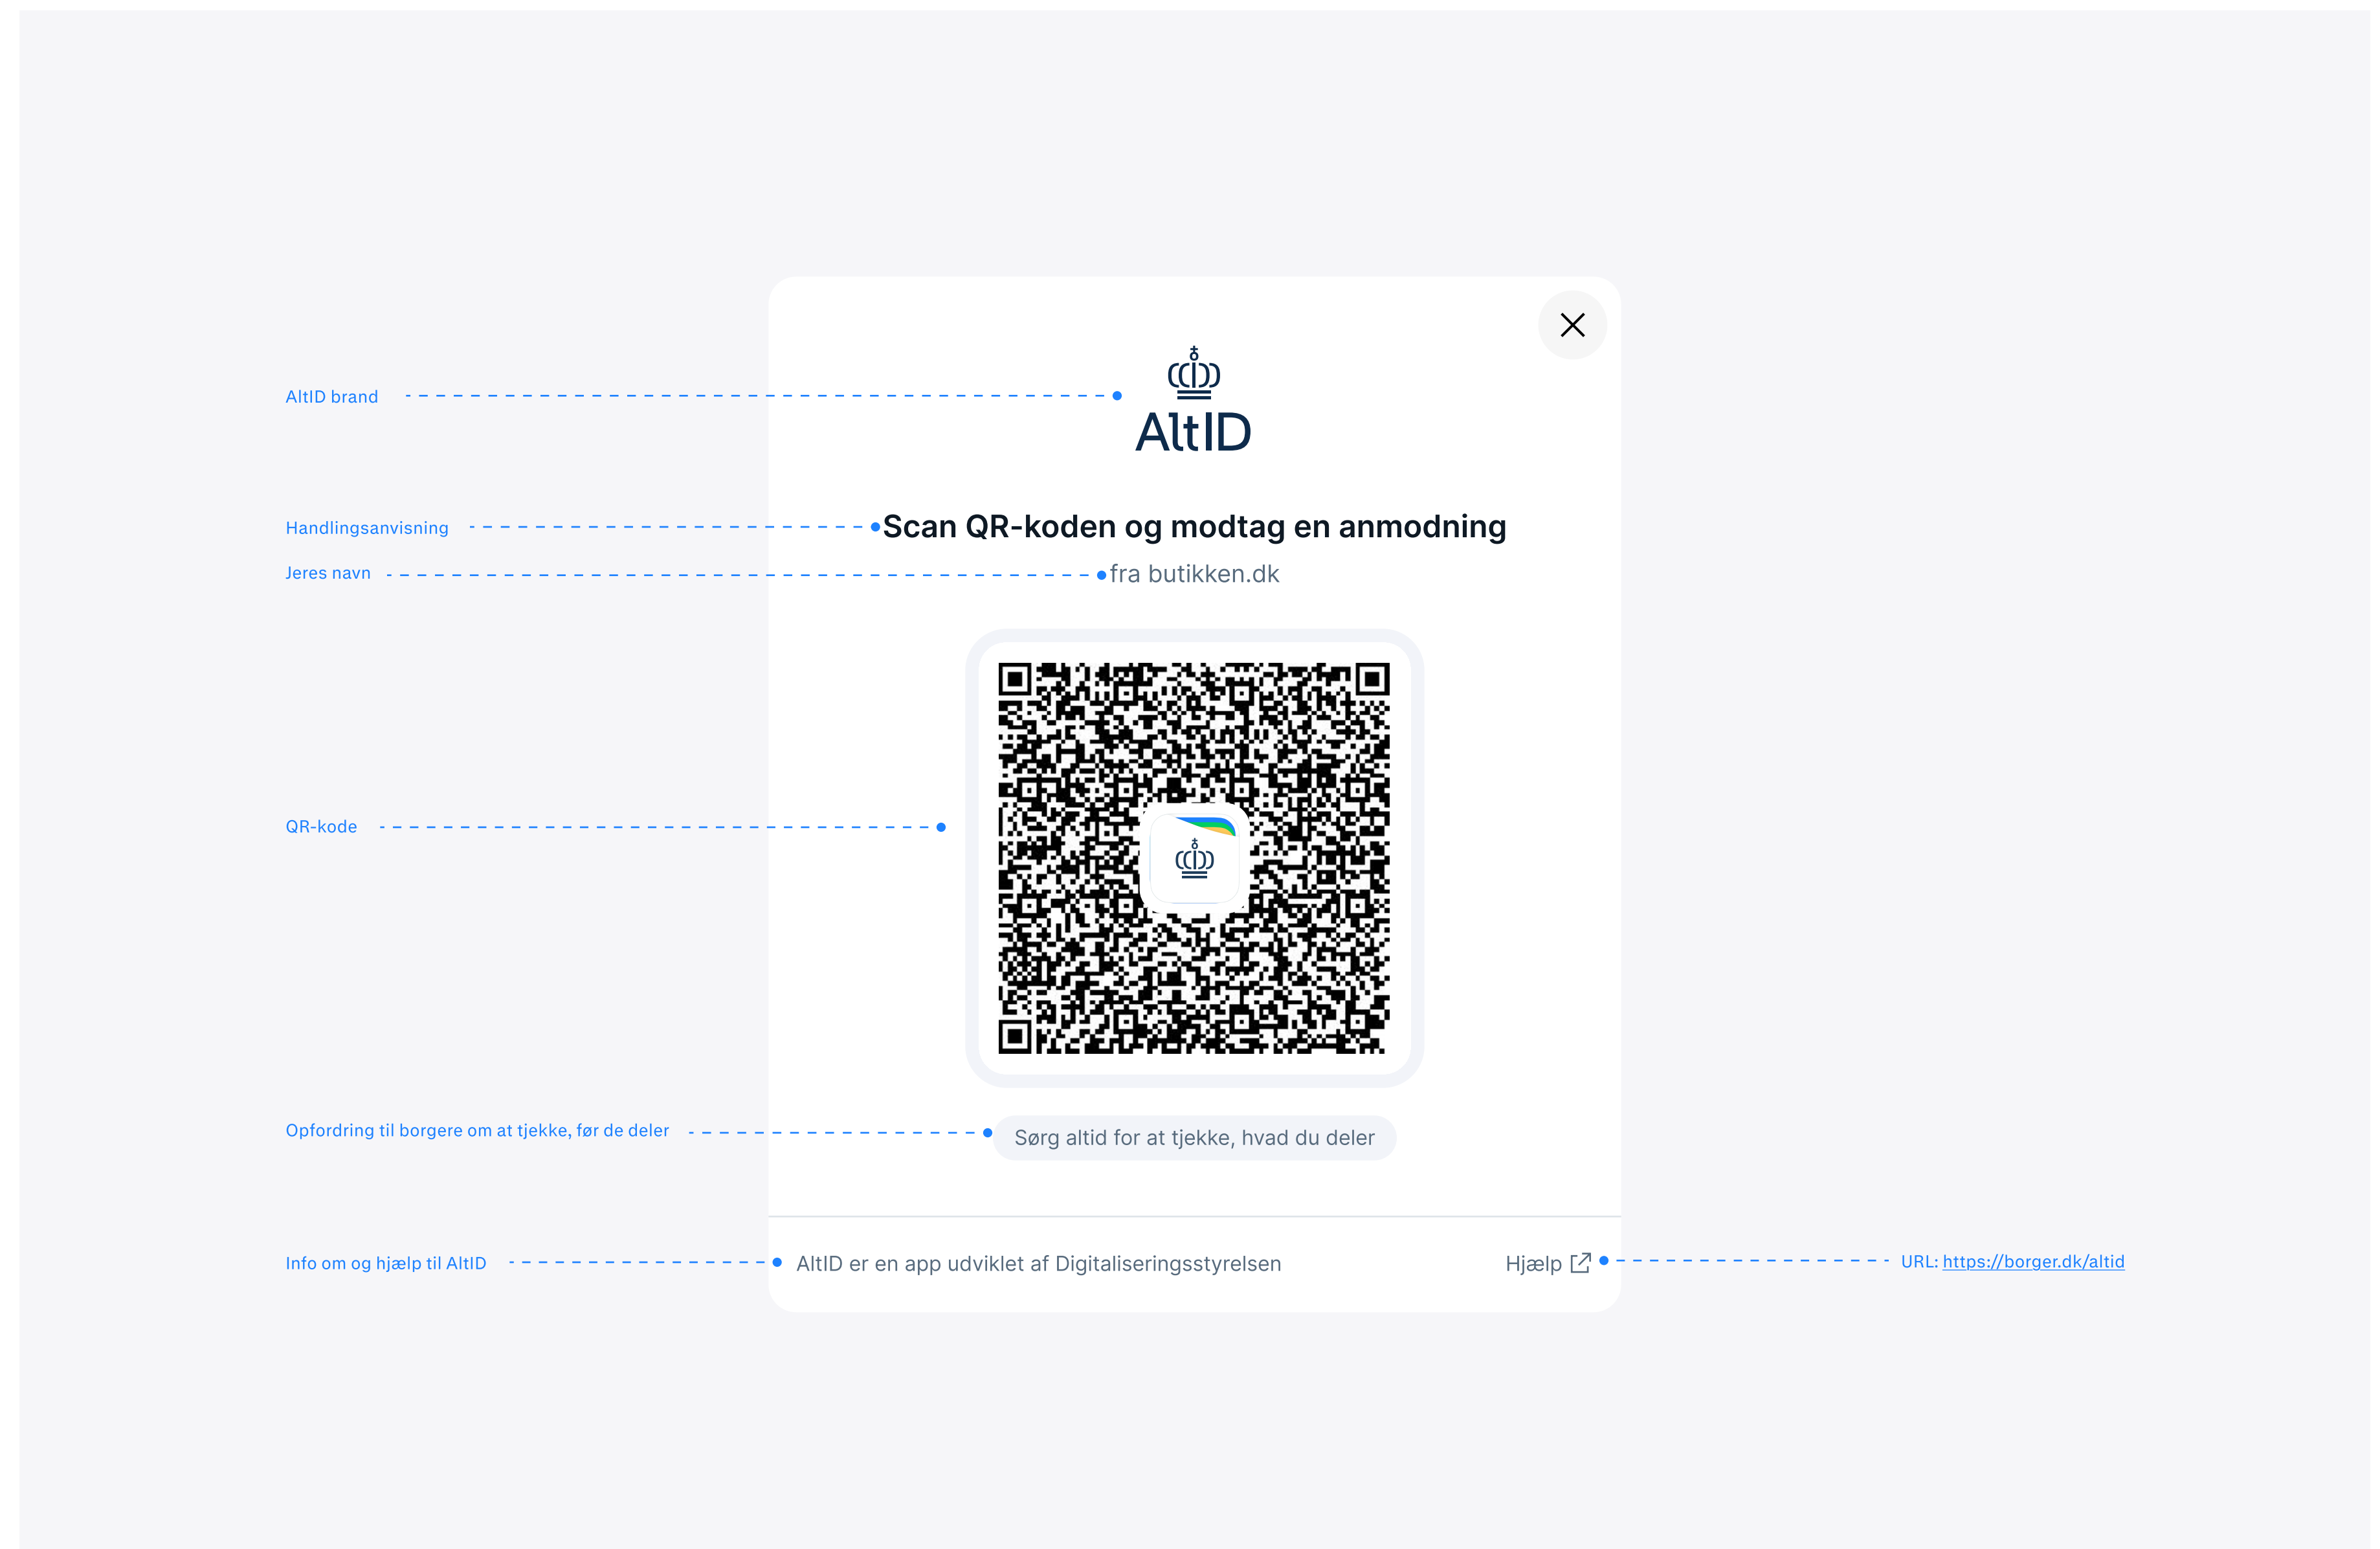 AltID brand
AltID
Handlingsanvisning
Scan QR-koden og modtag en anmodning
Jeres navn
fra butikken.dk
QR-kode
Opfordring til borgere om at tjekke, før de deler
Sørg altid for at tjekke, hvad du deler
Info om og hjælp til AltID
AltID er en app udviklet af Digitaliseringsstyrelsen
Hjælp
URL: https://borger.dk/altid